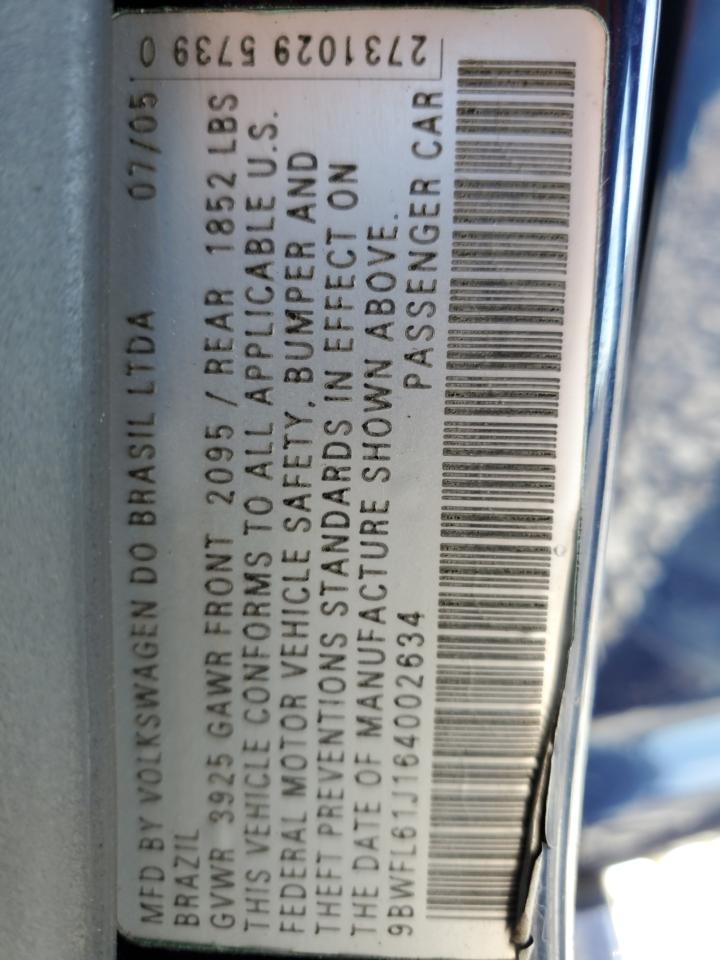 MFD BY VOLKSWAGEN DO BRASIL LTDA 07/05
BRAZIL
GVWR 3925 GAWR FRONT 2095 / REAR 1852 LBS
THIS VEHICLE CONFORMS TO ALL APPLICABLE U.S.
FEDERAL MOTOR VEHICLE SAFETY, BUMPER AND
THEFT PREVENTIONS STANDARDS IN EFFECT ON
THE DATE OF MANUFACTURE SHOWN ABOVE.
9BWFL61J164002634 PASSENGER CAR
2731029 5739 0